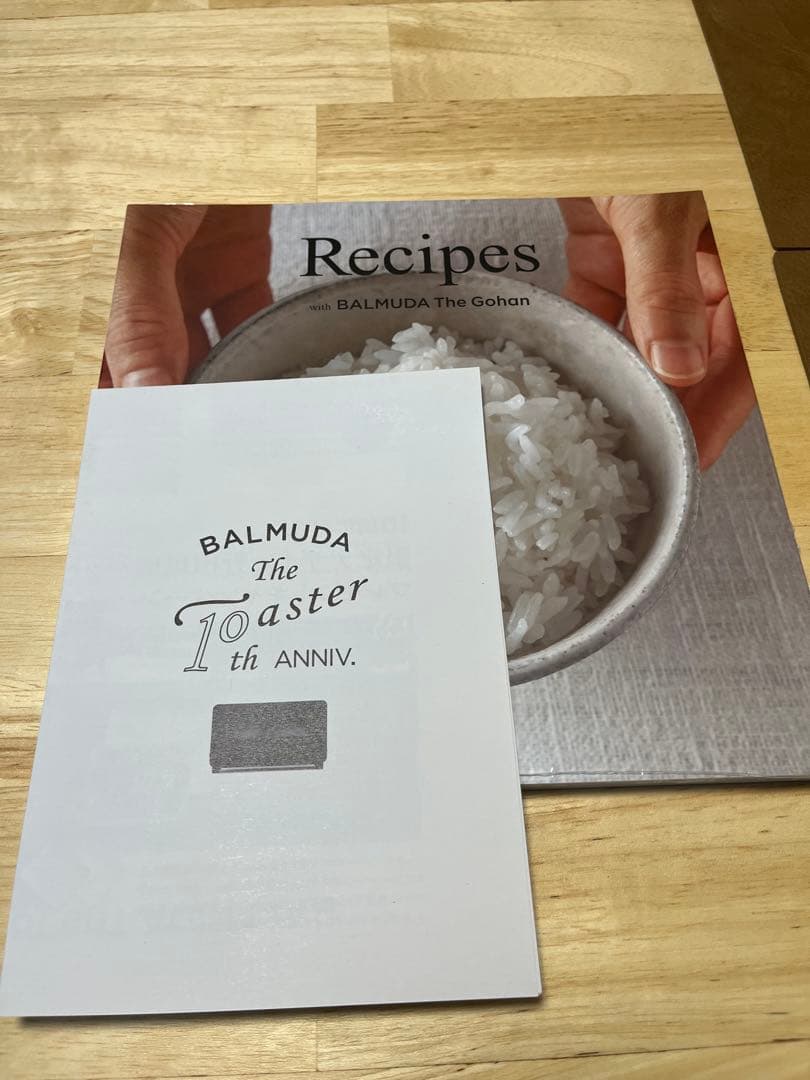 Recipes
with BALMUDA The Gohan
BALMUDA
The
Toaster
10th ANNIV.